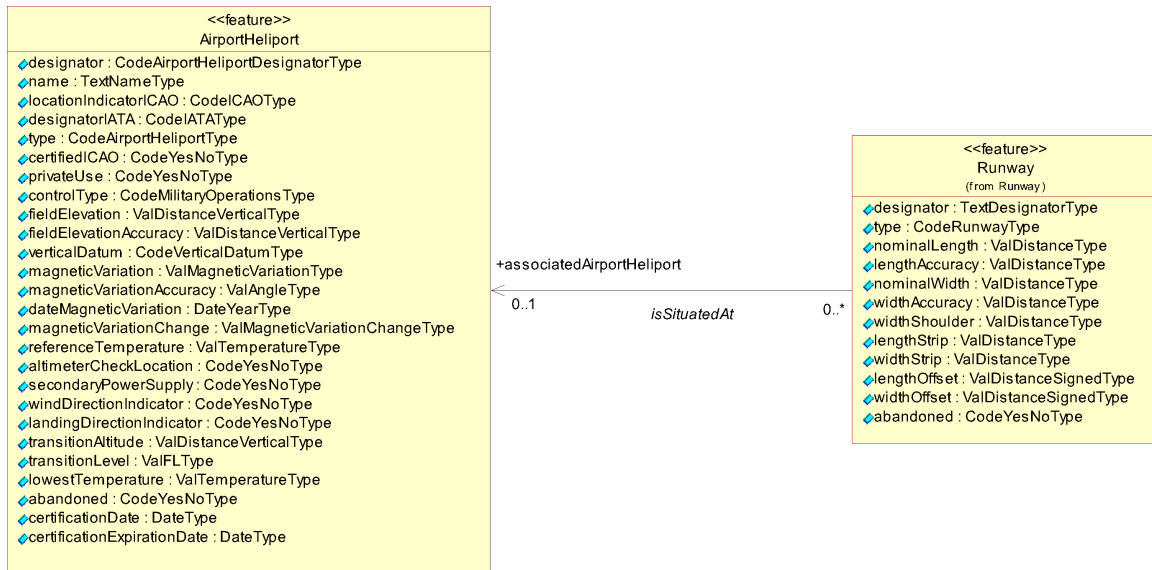 <<feature>>
AirportHeliport
designator : CodeAirportHeliportDesignatorType
name : TextNameType
locationIndicatorICAO : CodeICAOType
designatorIATA : CodeIATAType
type : CodeAirportHeliportType
certifiedICAO : CodeYesNoType
privateUse : CodeYesNoType
controlType : CodeMilitaryOperationsType
fieldElevation : ValDistanceVerticalType
fieldElevationAccuracy : ValDistanceVerticalType
verticalDatum : CodeVerticalDatumType
magneticVariation : ValMagneticVariationType
magneticVariationAccuracy : ValAngleType
dateMagneticVariation : DateYearType
magneticVariationChange : ValMagneticVariationChangeType
referenceTemperature : ValTemperatureType
altimeterCheckLocation : CodeYesNoType
secondaryPowerSupply : CodeYesNoType
windDirectionIndicator : CodeYesNoType
landingDirectionIndicator : CodeYesNoType
transitionAltitude : ValDistanceVerticalType
transitionLevel : ValFLType
lowestTemperature : ValTemperatureType
abandoned : CodeYesNoType
certificationDate : DateType
certificationExpirationDate : DateType
+associatedAirportHeliport
0..1
isSituatedAt
0..*
<<feature>>
Runway
(from Runway)
designator : TextDesignatorType
type : CodeRunwayType
nominalLength : ValDistanceType
lengthAccuracy : ValDistanceType
nominalWidth : ValDistanceType
widthAccuracy : ValDistanceType
widthShoulder : ValDistanceType
lengthStrip : ValDistanceType
widthStrip : ValDistanceType
lengthOffset : ValDistanceSignedType
widthOffset : ValDistanceSignedType
abandoned : CodeYesNoType